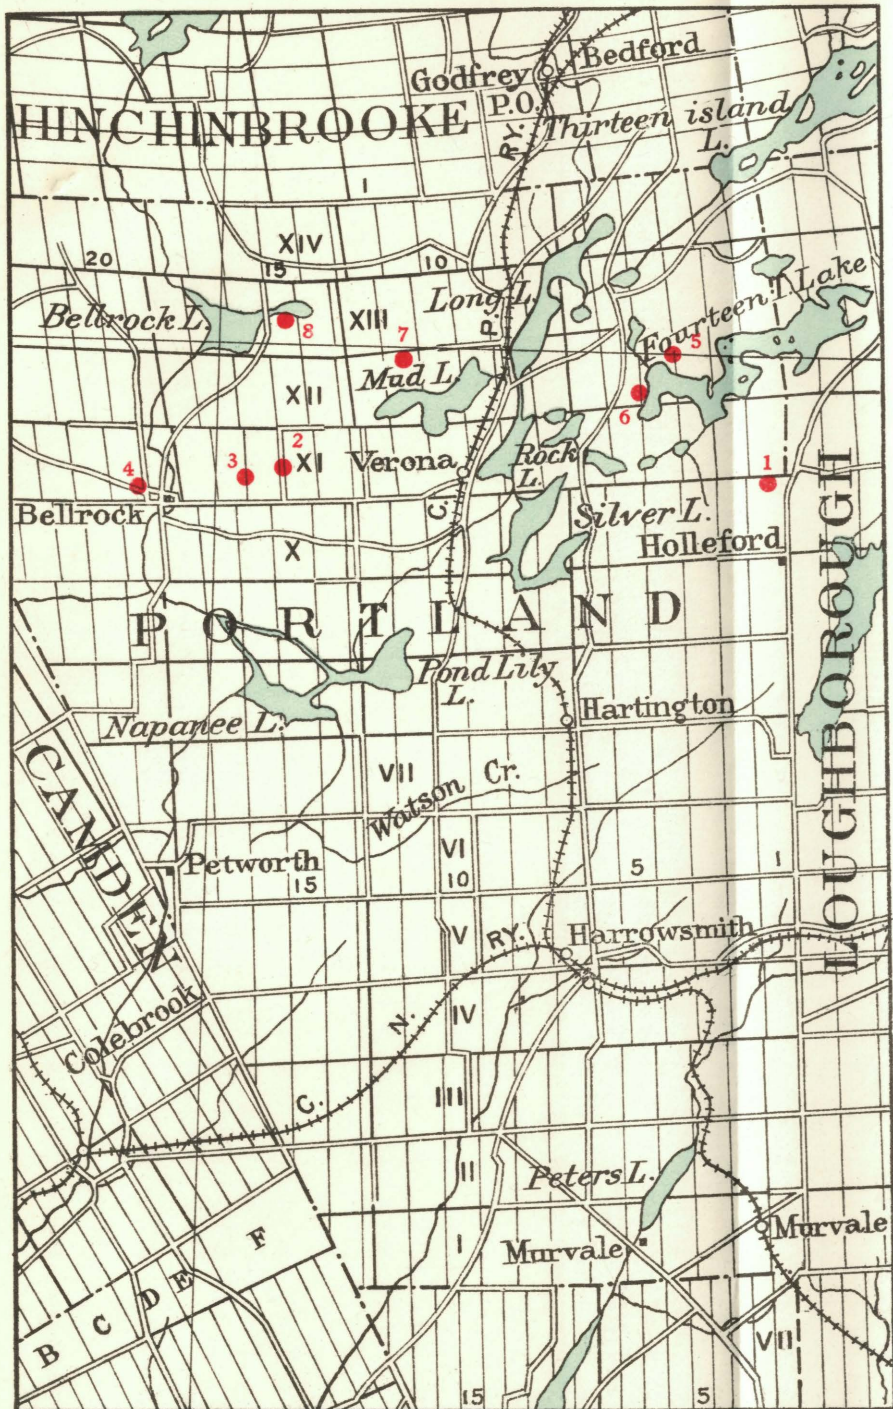 Godfrey
Bedford
P.O.
HINCHINBROOKE
RY.
Thirteen island
L.
I
XIV
20
15
10
Bellrock L.
8
XIII
7
Long L.
P.
Fourteen I. Lake
5
Mud L.
6
XII
4
3
2
XI
Verona
Rock
L.
1
Bellrock
C.
Silver L.
Holleford
X
PORTLAND
LOUGHBOROUGH
Pond Lily
L.
Napanee L.
Hartington
CAMDEN
VII
Watson Cr.
VI
Petworth
15
10
5
1
V
RY.
Harrowsmith
Colebrook
N.
IV
C.
III
II
Peters L.
I
Murvale
Murvale
F
E
D
C
B
VII
15
5